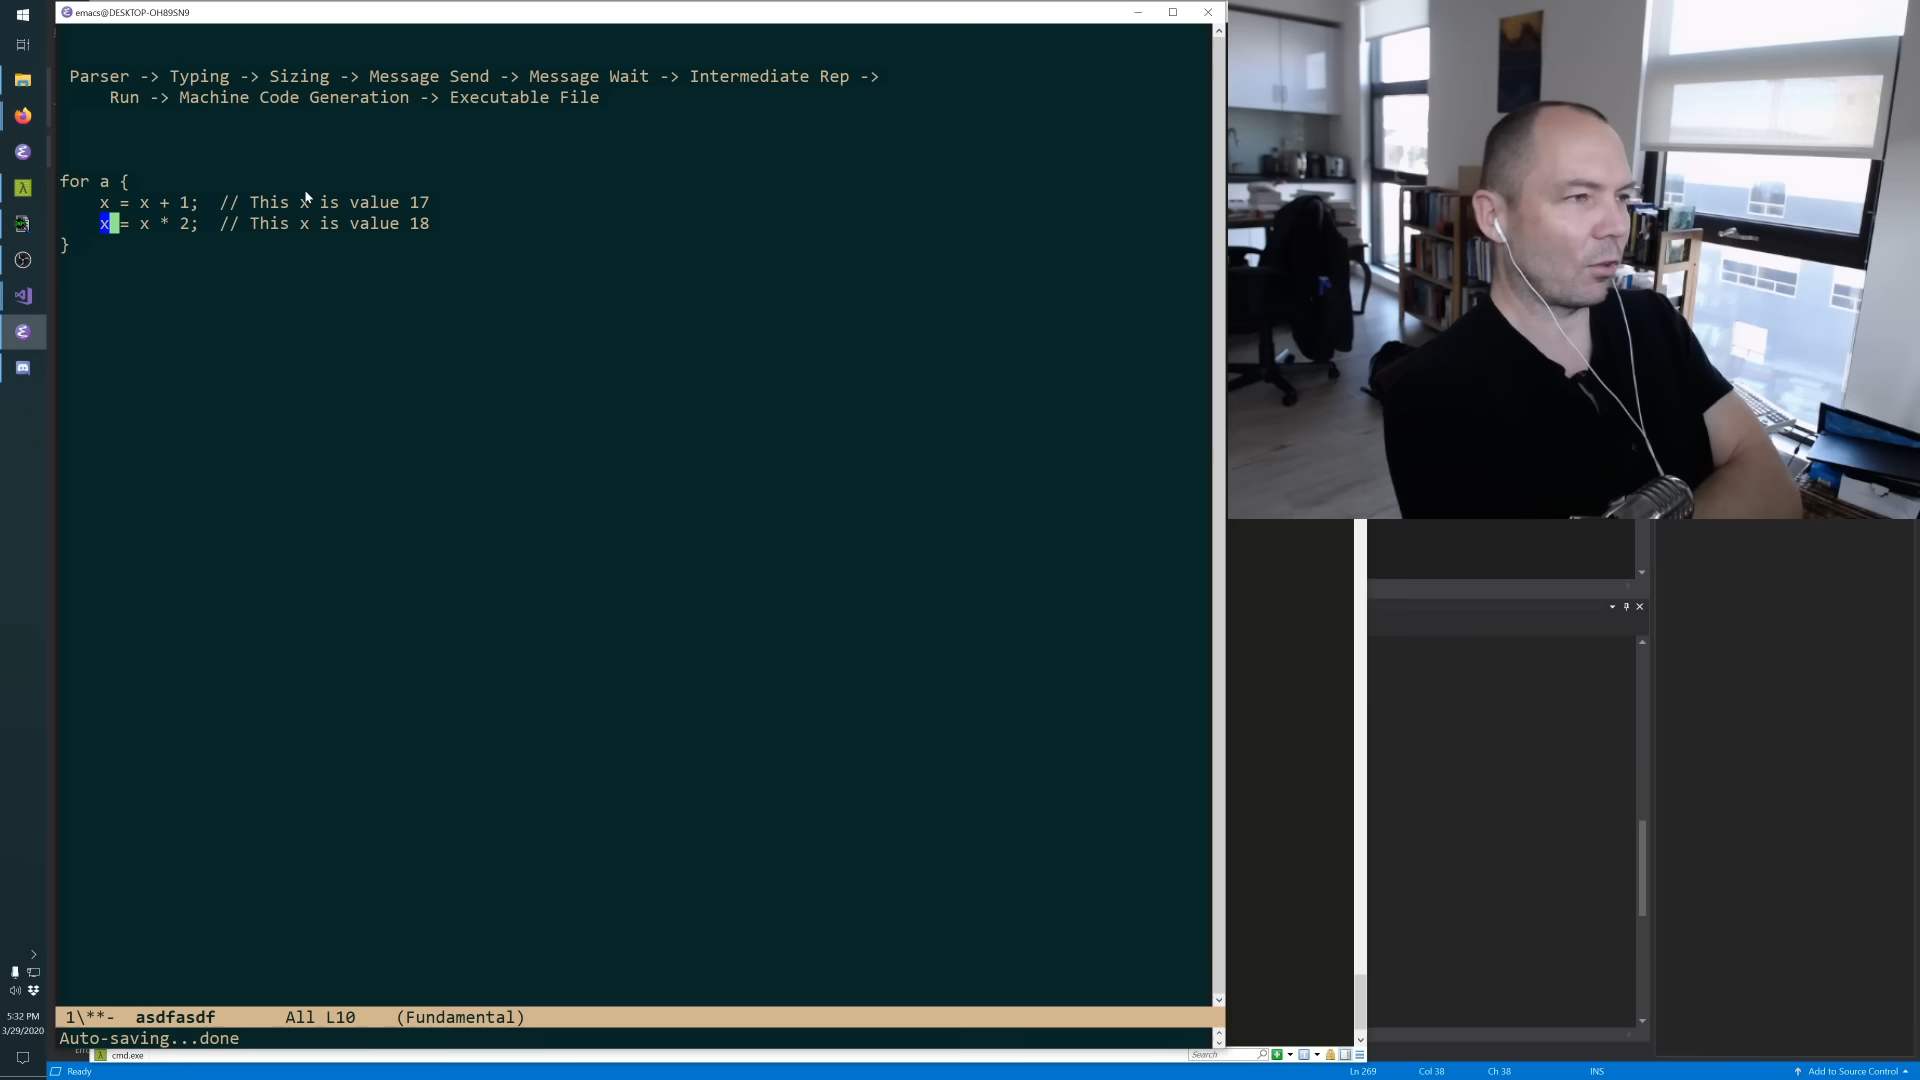 emacs@DESKTOP-OH89SN9
Parser -> Typing -> Sizing -> Message Send -> Message Wait -> Intermediate Rep ->
Run -> Machine Code Generation -> Executable File
for a {
x = x + 1;  // This x is value 17
x = x * 2;  // This x is value 18
}
1\**-  asdfasdf  All L10  (Fundamental)
Auto-saving...done
cmd.exe
Search
Ready
Ln 269
Col 38
Ch 38
INS
Add to Source Control
5:32 PM
3/29/2020